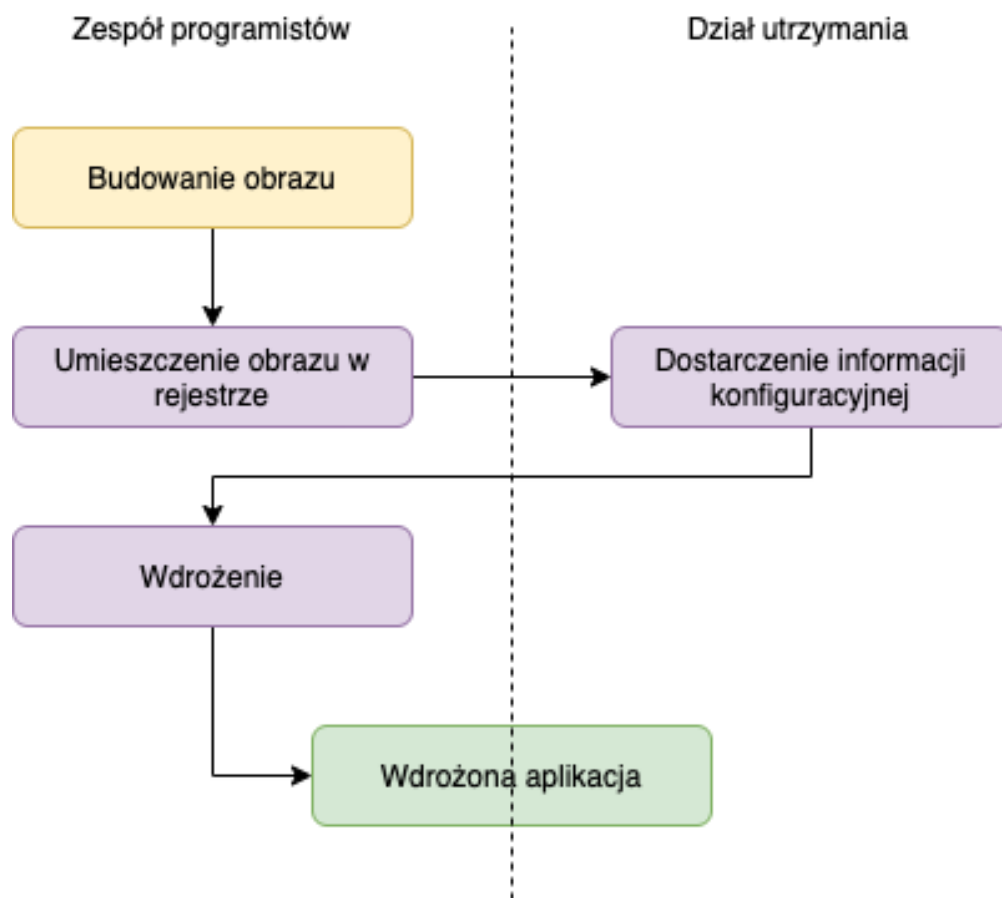 Zespół programistów
Dział utrzymania
Budowanie obrazu
Umieszczenie obrazu w
rejestrze
Dostarczenie informacji
konfiguracyjnej
Wdrożenie
Wdrożona aplikacja